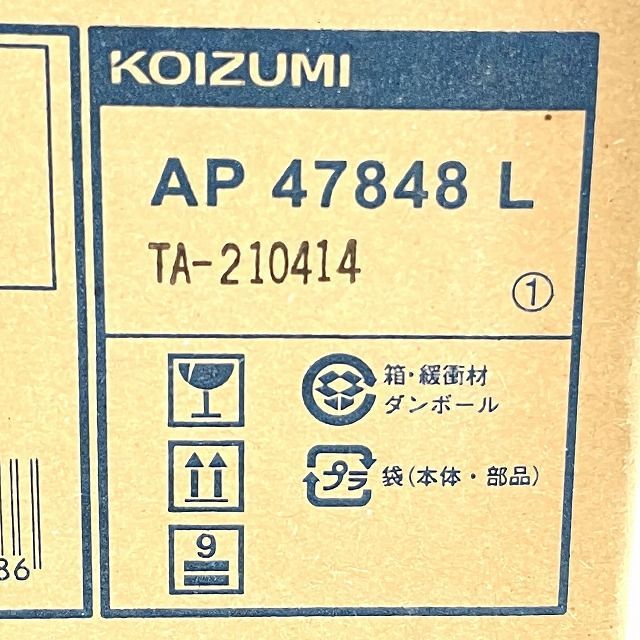 KOIZUMI
AP 47848 L
TA-210414
①
箱・緩衝材
ダンボール
プラ
袋(本体・部品)
9
86